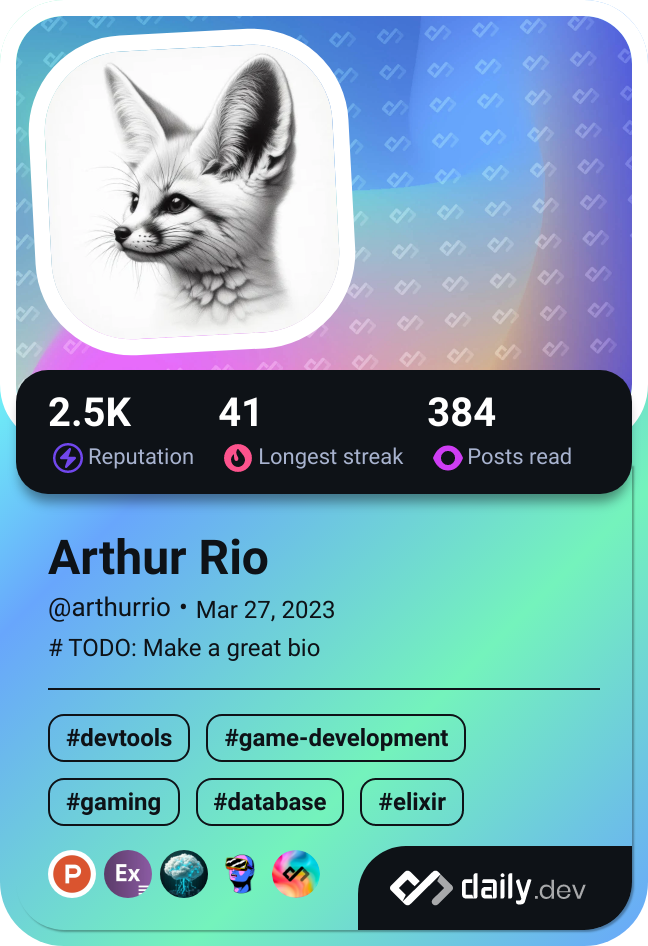 2.5K 41 384
Reputation Longest streak Posts read
Arthur Rio
@arthurrio • Mar 27, 2023
# TODO: Make a great bio
#devtools #game-development
#gaming #database #elixir
P Ex daily.dev